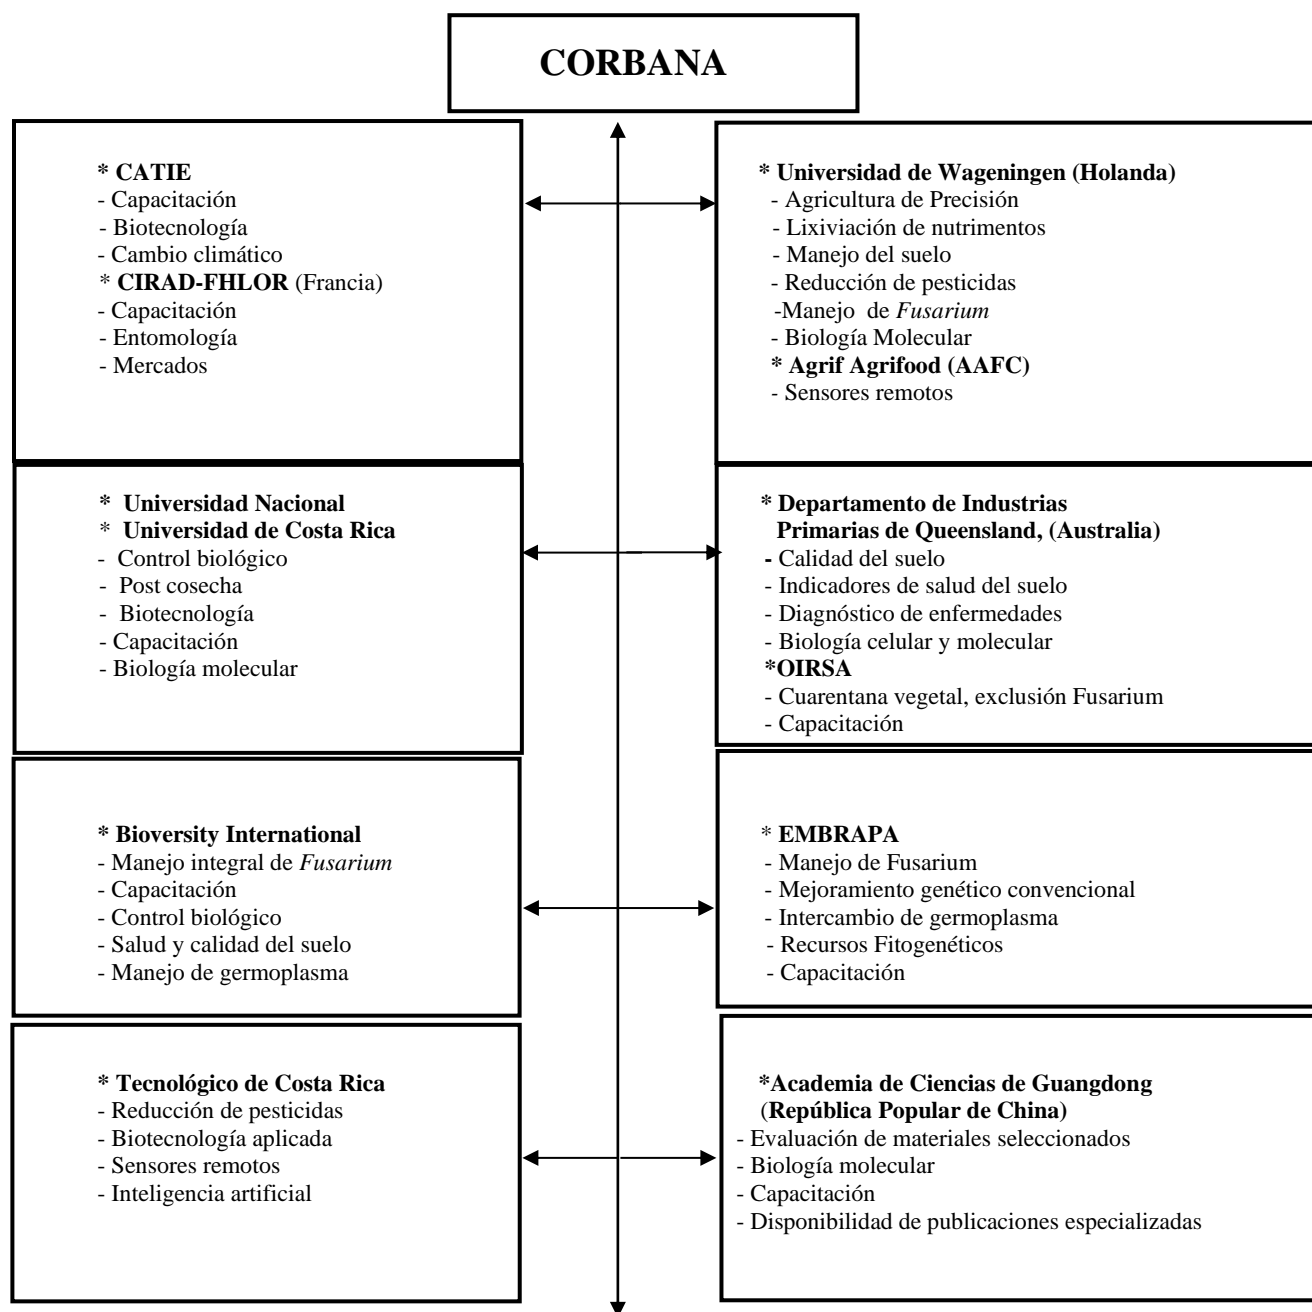 CORBANA
* CATIE
- Capacitación
- Biotecnología
- Cambio climático
* CIRAD-FHLOR (Francia)
- Capacitación
- Entomología
- Mercados
* Universidad de Wageningen (Holanda)
- Agricultura de Precisión
- Lixiviación de nutrimentos
- Manejo del suelo
- Reducción de pesticidas
-Manejo de Fusarium
- Biología Molecular
* Agrif Agrifood (AAFC)
- Sensores remotos
* Universidad Nacional
* Universidad de Costa Rica
- Control biológico
- Post cosecha
- Biotecnología
- Capacitación
- Biología molecular
* Departamento de Industrias
Primarias de Queensland, (Australia)
- Calidad del suelo
- Indicadores de salud del suelo
- Diagnóstico de enfermedades
- Biología celular y molecular
*OIRSA
- Cuarentana vegetal, exclusión Fusarium
- Capacitación
* Bioversity International
- Manejo integral de Fusarium
- Capacitación
- Control biológico
- Salud y calidad del suelo
- Manejo de germoplasma
* EMBRAPA
- Manejo de Fusarium
- Mejoramiento genético convencional
- Intercambio de germoplasma
- Recursos Fitogenéticos
- Capacitación
* Tecnológico de Costa Rica
- Reducción de pesticidas
- Biotecnología aplicada
- Sensores remotos
- Inteligencia artificial
*Academia de Ciencias de Guangdong
(República Popular de China)
- Evaluación de materiales seleccionados
- Biología molecular
- Capacitación
- Disponibilidad de publicaciones especializadas